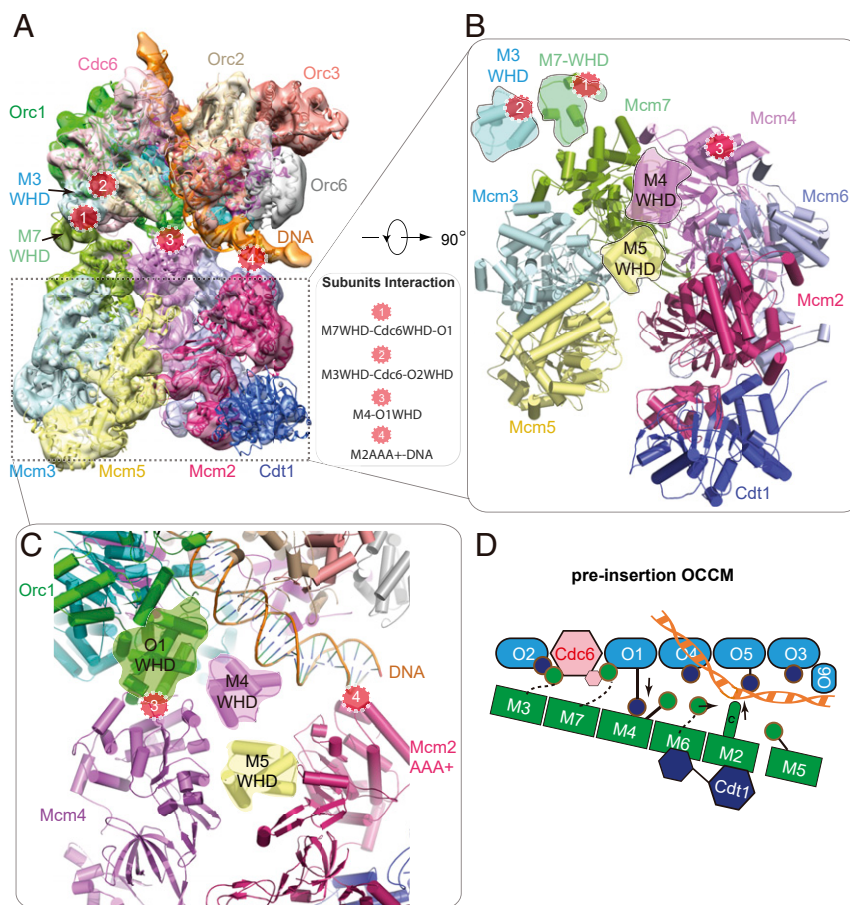 A
Cdc6
Orc2
Orc3
Orc1
M3
WHD
2
1
M7
WHD
3
Orc6
DNA
4
Mcm3
Mcm5
Mcm2
Cdt1
90°
Subunits Interaction
1
M7WHD-Cdc6WHD-O1
2
M3WHD-Cdc6-O2WHD
3
M4-O1WHD
4
M2AAA+-DNA
B
M3
WHD
M7-WHD
1
2
Mcm7
Mcm4
3
M4
WHD
Mcm3
Mcm6
M5
WHD
Mcm2
Mcm5
Cdt1
C
Orc1
O1
WHD
DNA
M4
WHD
3
4
M5
WHD
Mcm2
AAA+
Mcm4
D
pre-insertion OCCM
O2
Cdc6
O1
O4
O5
O3
O6
M3
M7
M4
M6
C
M2
M5
Cdt1